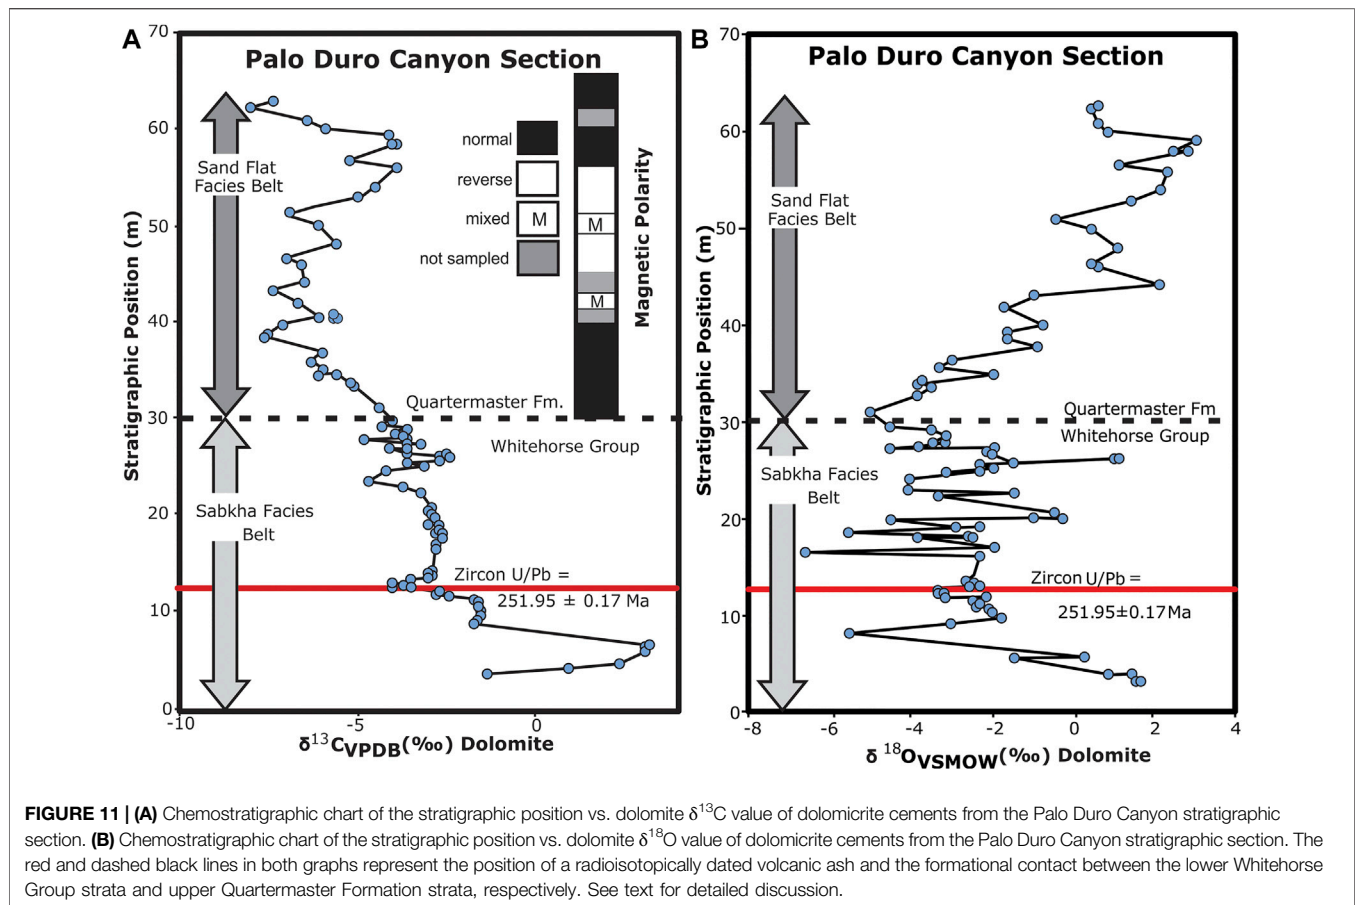 A
Palo Duro Canyon Section
70
60
50
40
30
20
10
0
Stratigraphic Position (m)
Sand Flat
Facies Belt
normal
reverse
mixed
M
not sampled
M
M
Magnetic Polarity
Quartermaster Fm.
Whitehorse Group
Sabkha Facies
Belt
Zircon U/Pb =
251.95 ± 0.17 Ma
-10
-5
0
δ13CVPDB(‰) Dolomite
B
Palo Duro Canyon Section
70
60
50
40
30
20
10
0
Stratigraphic Position (m)
Sand Flat
Facies Belt
Quartermaster Fm
Whitehorse Group
Sabkha Facies
Belt
Zircon U/Pb =
251.95±0.17 Ma
-8
-6
-4
-2
0
2
4
δ 18OVSMOW(‰) Dolomite
FIGURE 11 | (A) Chemostratigraphic chart of the stratigraphic position vs. dolomite δ13C value of dolomicrite cements from the Palo Duro Canyon stratigraphic
section. (B) Chemostratigraphic chart of the stratigraphic position vs. dolomite δ18O value of dolomicrite cements from the Palo Duro Canyon stratigraphic section. The
red and dashed black lines in both graphs represent the position of a radioisotopically dated volcanic ash and the formational contact between the lower Whitehorse
Group strata and upper Quartermaster Formation strata, respectively. See text for detailed discussion.